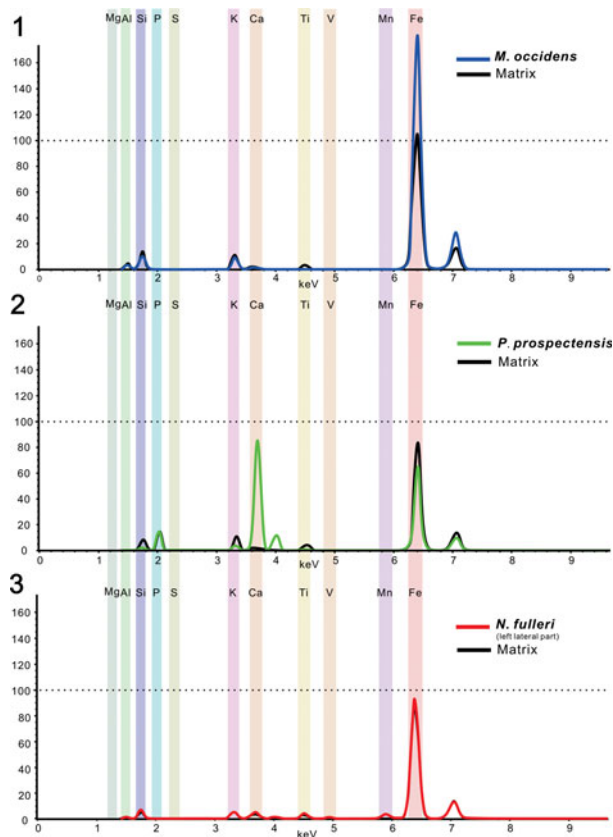 1
Mg Al Si P S K Ca Ti V Mn Fe
160
140
120
100
80
60
40
20
0
M. occidens
Matrix
0 1 2 3 4 5 6 7 8 9
keV
2
Mg Al Si P S K Ca Ti V Mn Fe
160
140
120
100
80
60
40
20
0
P. prospectensis
Matrix
0 1 2 3 4 5 6 7 8 9
keV
3
Mg Al Si P S K Ca Ti V Mn Fe
160
140
120
100
80
60
40
20
0
N. fulleri
(left lateral part)
Matrix
0 1 2 3 4 5 6 7 8 9
keV